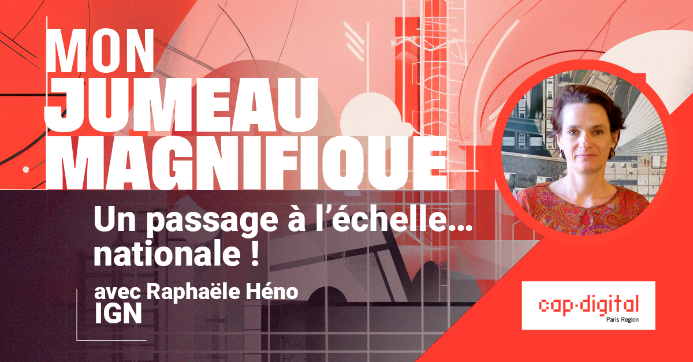 MON
JUMEAU
MAGNIFIQUE
Un passage à l’échelle…
nationale !
avec Raphaële Héno
IGN
cap·digital
Paris Region